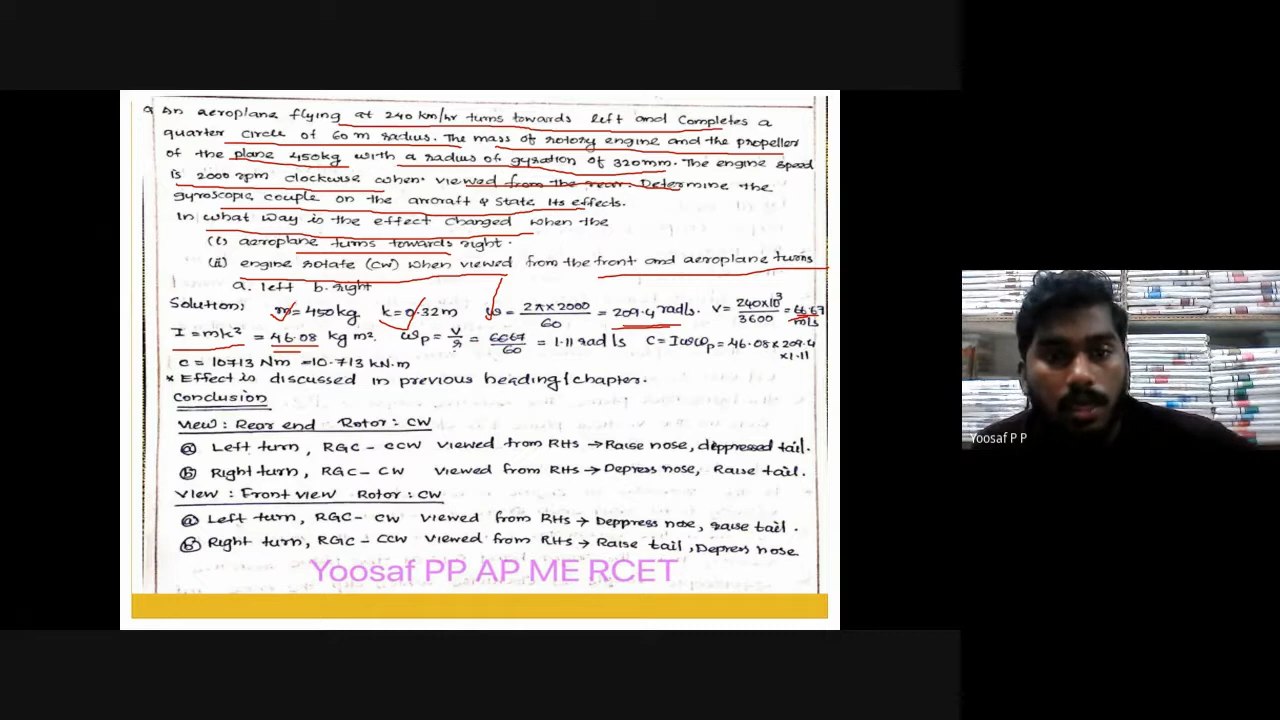 Q An aeroplane flying at 240 km/hr turns towards left and completes a
quarter circle of 60 m radius. The mass of rotory engine and the propeller
of the plane 450kg with a radius of gyration of 320mm. The engine speed
is 2000 rpm clockwise when viewed from the rear. Determine the
gyroscopic couple on the aircraft & state its effects.
In what way is the effect changed when the
(i) aeroplane turns towards right.
(ii) engine rotate (cw) when viewed from the front and aeroplane turns
a. left b. right
Solution; m = 450kg k = 0.32m ω = 2π×2000/60 = 209.4 rad/s. V = 240×10³/3600 = 66.67 m/s
I = mk² = 46.08 kg m². ωp = V/r = 6667/60 = 1.11 rad/s C = Iωωp = 46.08 × 209.4 ×1.11
c = 10713 Nm = 10.713 kN.m
* Effect is discussed in previous heading/chapter.
Conclusion
View : Rear end Rotor : CW
ⓐ Left turn, RGC - CCW viewed from RHS → Raise nose, deppressed tail.
ⓑ Right turn, RGC - CW viewed from RHS → Depress nose, Raise tail.
View : Front view Rotor : CW
ⓐ Left turn, RGC - CW viewed from RHS → Deppress nose, raise tail.
ⓑ Right turn, RGC - CCW viewed from RHS → Raise tail, Depress nose
Yoosaf PP AP ME RCET
Yoosaf P P